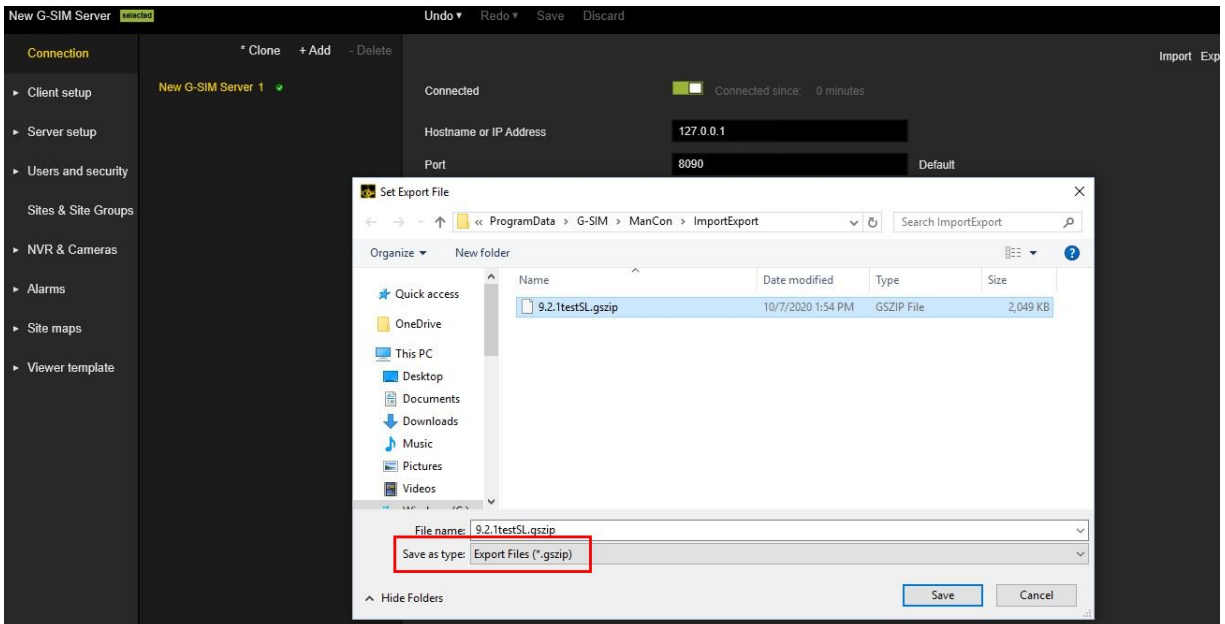 New G-SIM Server selected Undo ▾ Redo ▾ Save Discard
Connection * Clone + Add - Delete Import Exp
Client setup New G-SIM Server 1 Connected Connected since: 0 minutes
Server setup Hostname or IP Address 127.0.0.1
Users and security Port 8090 Default
Sites & Site Groups
NVR & Cameras
Alarms
Site maps
Viewer template
Set Export File
« ProgramData > G-SIM > ManCon > ImportExport Search ImportExport
Organize ▾ New folder
Name Date modified Type Size
9.2.1testSL.gszip 10/7/2020 1:54 PM GSZIP File 2,049 KB
Quick access
OneDrive
This PC
Desktop
Documents
Downloads
Music
Pictures
Videos
File name: 9.2.1testSL.gszip
Save as type: Export Files (*.gszip)
Hide Folders Save Cancel